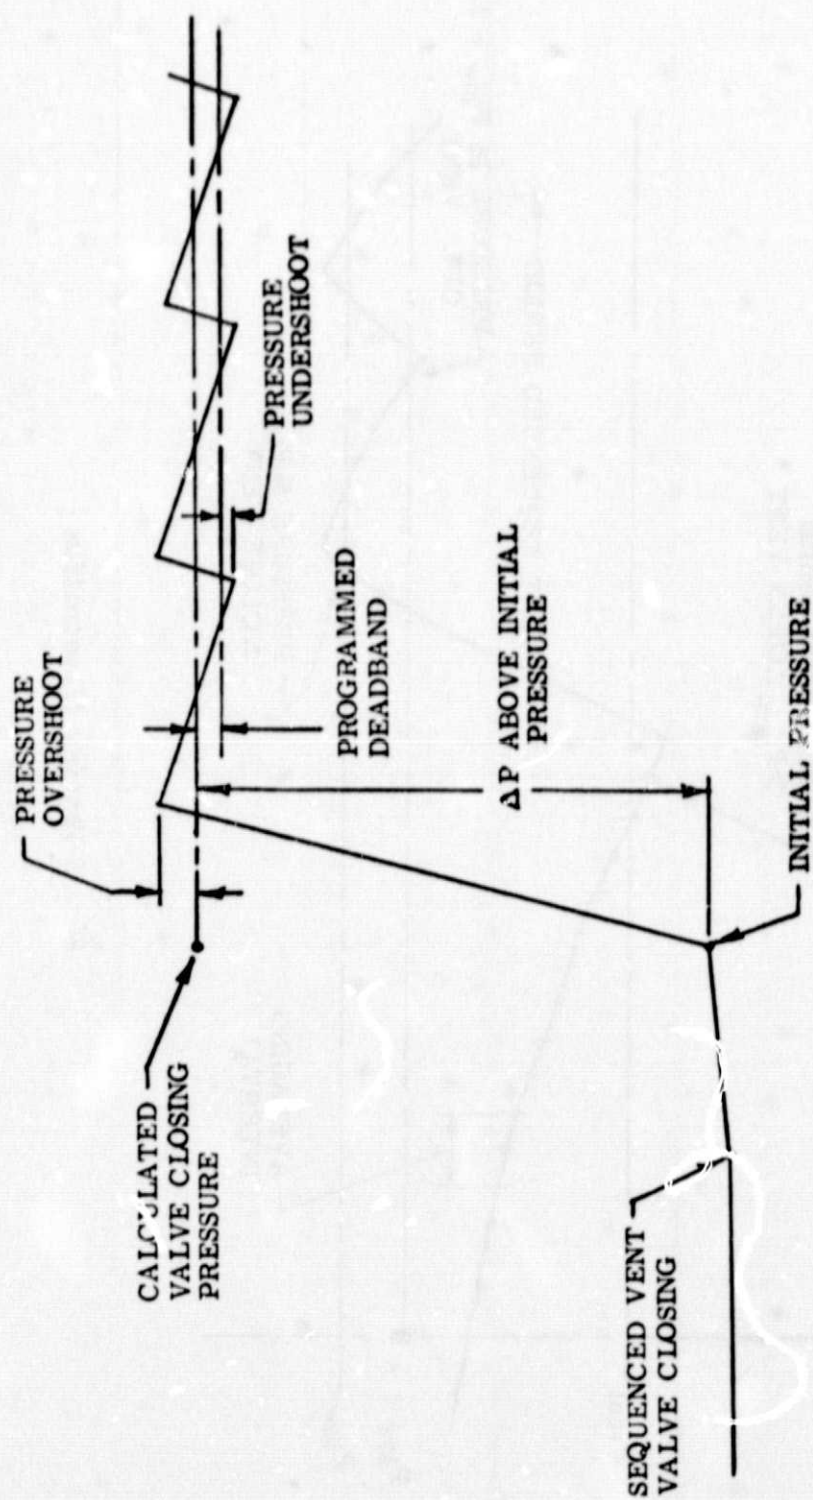 PRESSURE
OVERSHOOT
CALCULATED
VALVE CLOSING
PRESSURE
PRESSURE
UNDERSHOOT
PROGRAMMED
DEADBAND
ΔP ABOVE INITIAL
PRESSURE
SEQUENCED VENT
VALVE CLOSING
INITIAL PRESSURE